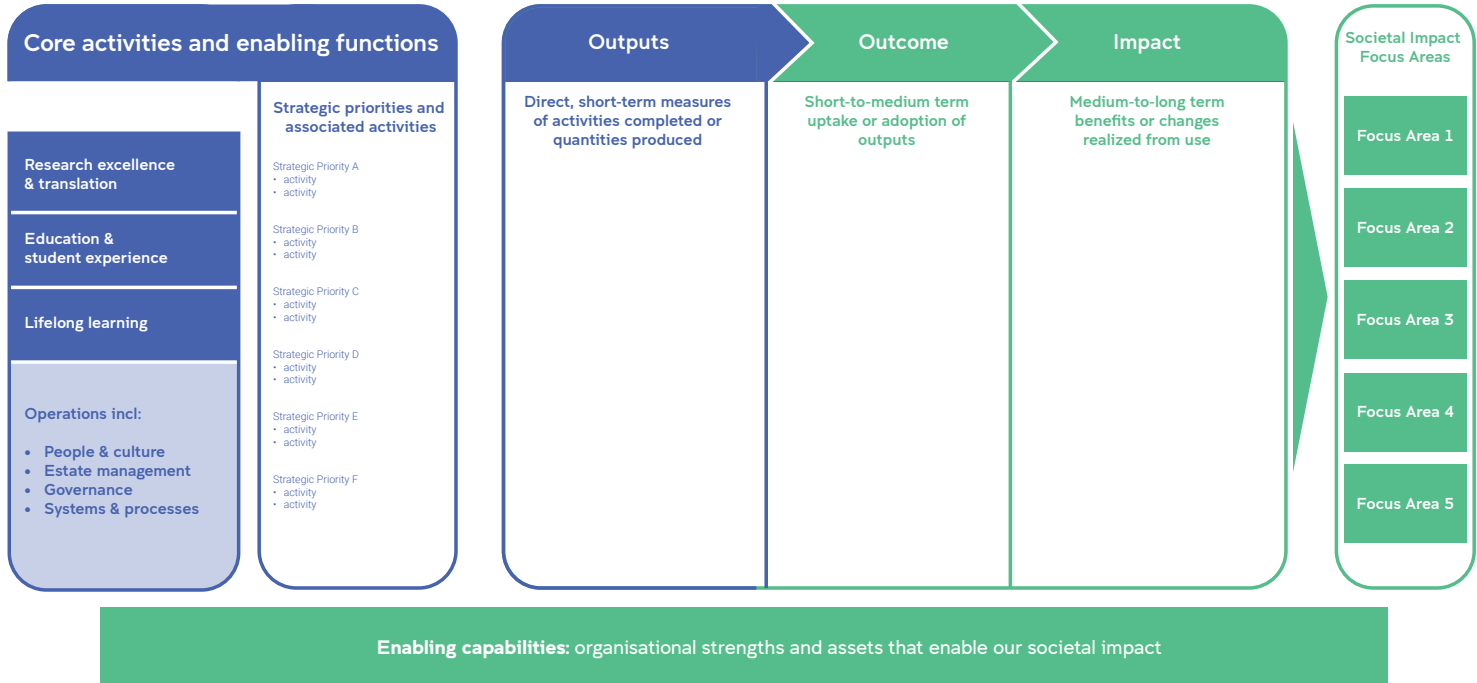 Core activities and enabling functions
Research excellence
& translation
Education &
student experience
Lifelong learning
Operations incl:
• People & culture
• Estate management
• Governance
• Systems & processes
Strategic priorities and
associated activities
Strategic Priority A
• activity
• activity
Strategic Priority B
• activity
• activity
Strategic Priority C
• activity
• activity
Strategic Priority D
• activity
• activity
Strategic Priority E
• activity
• activity
Strategic Priority F
• activity
• activity
Outputs
Direct, short-term measures
of activities completed or
quantities produced
Outcome
Short-to-medium term
uptake or adoption of
outputs
Impact
Medium-to-long term
benefits or changes
realized from use
Societal Impact
Focus Areas
Focus Area 1
Focus Area 2
Focus Area 3
Focus Area 4
Focus Area 5
Enabling capabilities: organisational strengths and assets that enable our societal impact